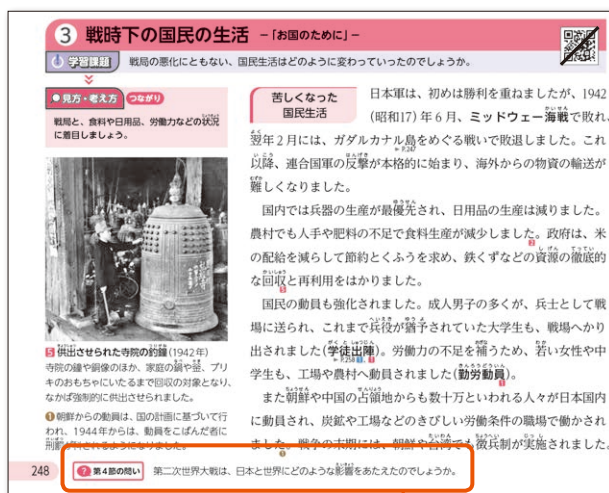 3 戦時下の国民の生活 －「お国のために」－
学習課題 戦局の悪化にともない、国民生活はどのように変わっていったのでしょうか。
見方・考え方 つながり
戦局と、食料や日用品、労働力などの状況
に着目しましょう。
5 供出させられた寺院の釣鐘(1942年)
寺院の鐘や銅像のほか、家庭の鍋や釜、ブリ
キのおもちゃにいたるまで回収の対象となり、
なかば強制的に供出させられました。
❶朝鮮からの動員は、国の計画に基づいて行
われ、1944年からは、動員をこばんだ者に
刑罰が科されるようになりました。
苦しくなった
国民生活
日本軍は、初めは勝利を重ねましたが、1942
(昭和17)年6月、ミッドウェー海戦で敗れ、
翌年2月には、ガダルカナル島をめぐる戦いで敗退しました。これ
▶P.247
以降、連合国軍の反撃が本格的に始まり、海外からの物資の輸送が
難しくなりました。
国内では兵器の生産が最優先され、日用品の生産は減りました。
農村でも人手や肥料の不足で食料生産が減少しました。政府は、米
2
の配給を減らして節約とくふうを求め、鉄くずなどの資源の徹底的
な回収と再利用をはかりました。
5
国民の動員も強化されました。成人男子の多くが、兵士として戦
場に送られ、これまで兵役が猶予されていた大学生も、戦場へかり
出されました(学徒出陣)。労働力の不足を補うため、若い女性や中
▶P.258 1
学生も、工場や農村へ動員されました(勤労動員)。
また朝鮮や中国の占領地からも数十万といわれる人々が日本国内
に動員され、炭鉱や工場などのきびしい労働条件の職場で働かされ
ました。戦争の末期には、朝鮮や台湾でも徴兵制が実施されました。
❶
248
? 第4節の問い 第二次世界大戦は、日本と世界にどのような影響をあたえたのでしょうか。